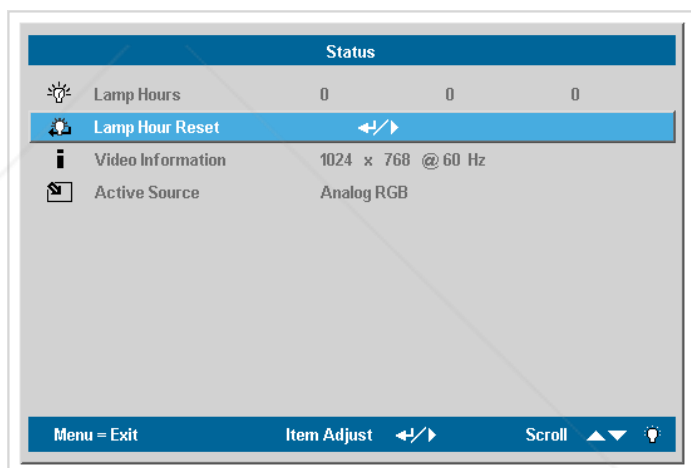 Status
Lamp Hours 0 0 0
Lamp Hour Reset
Video Information 1024 x 768 @ 60 Hz
Active Source Analog RGB
Menu = Exit Item Adjust Scroll